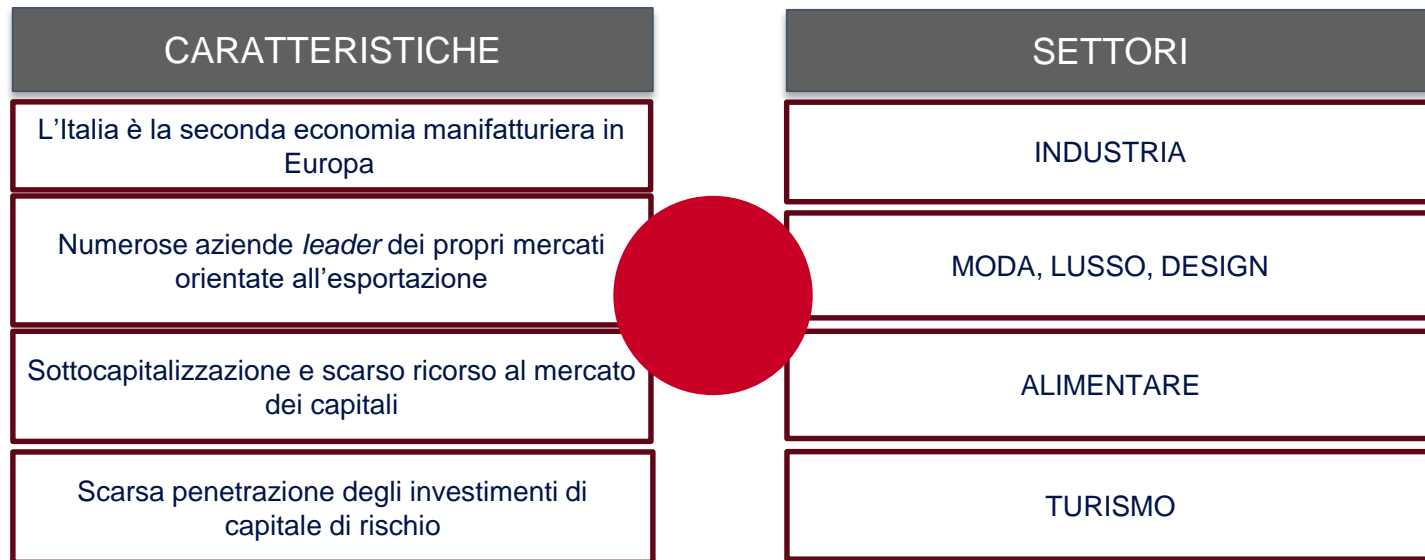 CARATTERISTICHE
L’Italia è la seconda economia manifatturiera in
Europa
Numerose aziende leader dei propri mercati
orientate all’esportazione
Sottocapitalizzazione e scarso ricorso al mercato
dei capitali
Scarsa penetrazione degli investimenti di
capitale di rischio
SETTORI
INDUSTRIA
MODA, LUSSO, DESIGN
ALIMENTARE
TURISMO